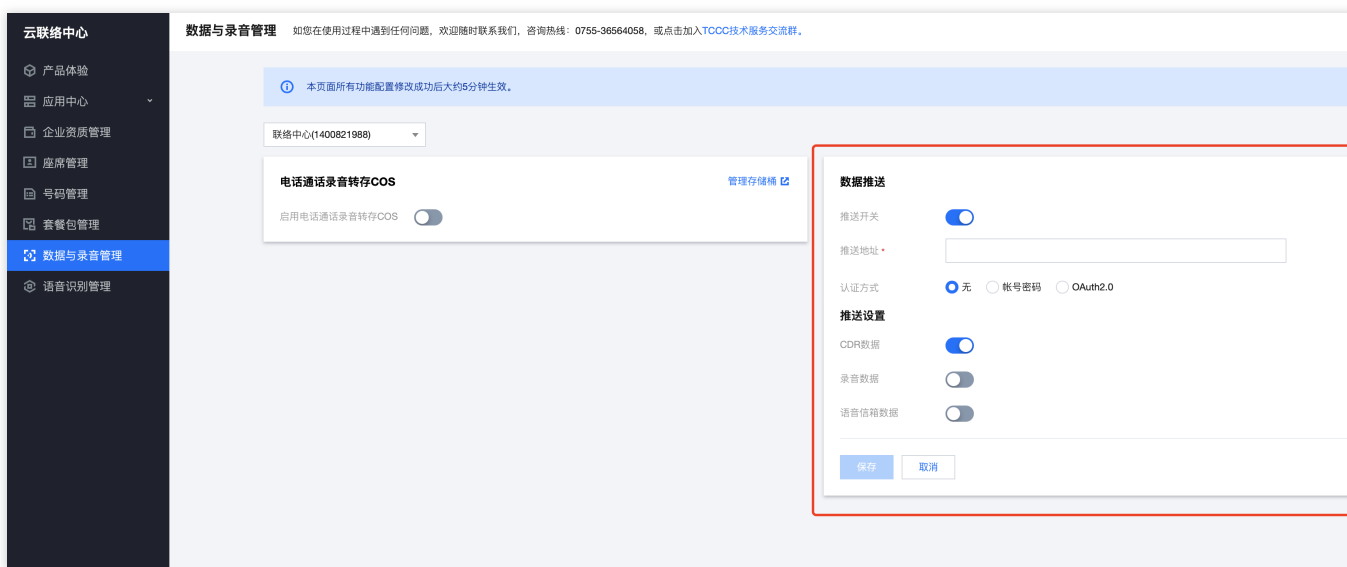 云联络中心
产品体验
应用中心
企业资质管理
座席管理
号码管理
套餐包管理
数据与录音管理
语音识别管理
数据与录音管理 如您在使用过程中遇到任何问题，欢迎随时联系我们，咨询热线：0755-36564058，或点击加入TCCC技术服务交流群。
本页面所有功能配置修改成功后大约5分钟生效。
联络中心(1400821988)
电话通话录音转存COS 管理存储桶
启用电话通话录音转存COS
数据推送
推送开关
推送地址 *
认证方式 无 帐号密码 OAuth2.0
推送设置
CDR数据
录音数据
语音信箱数据
保存 取消